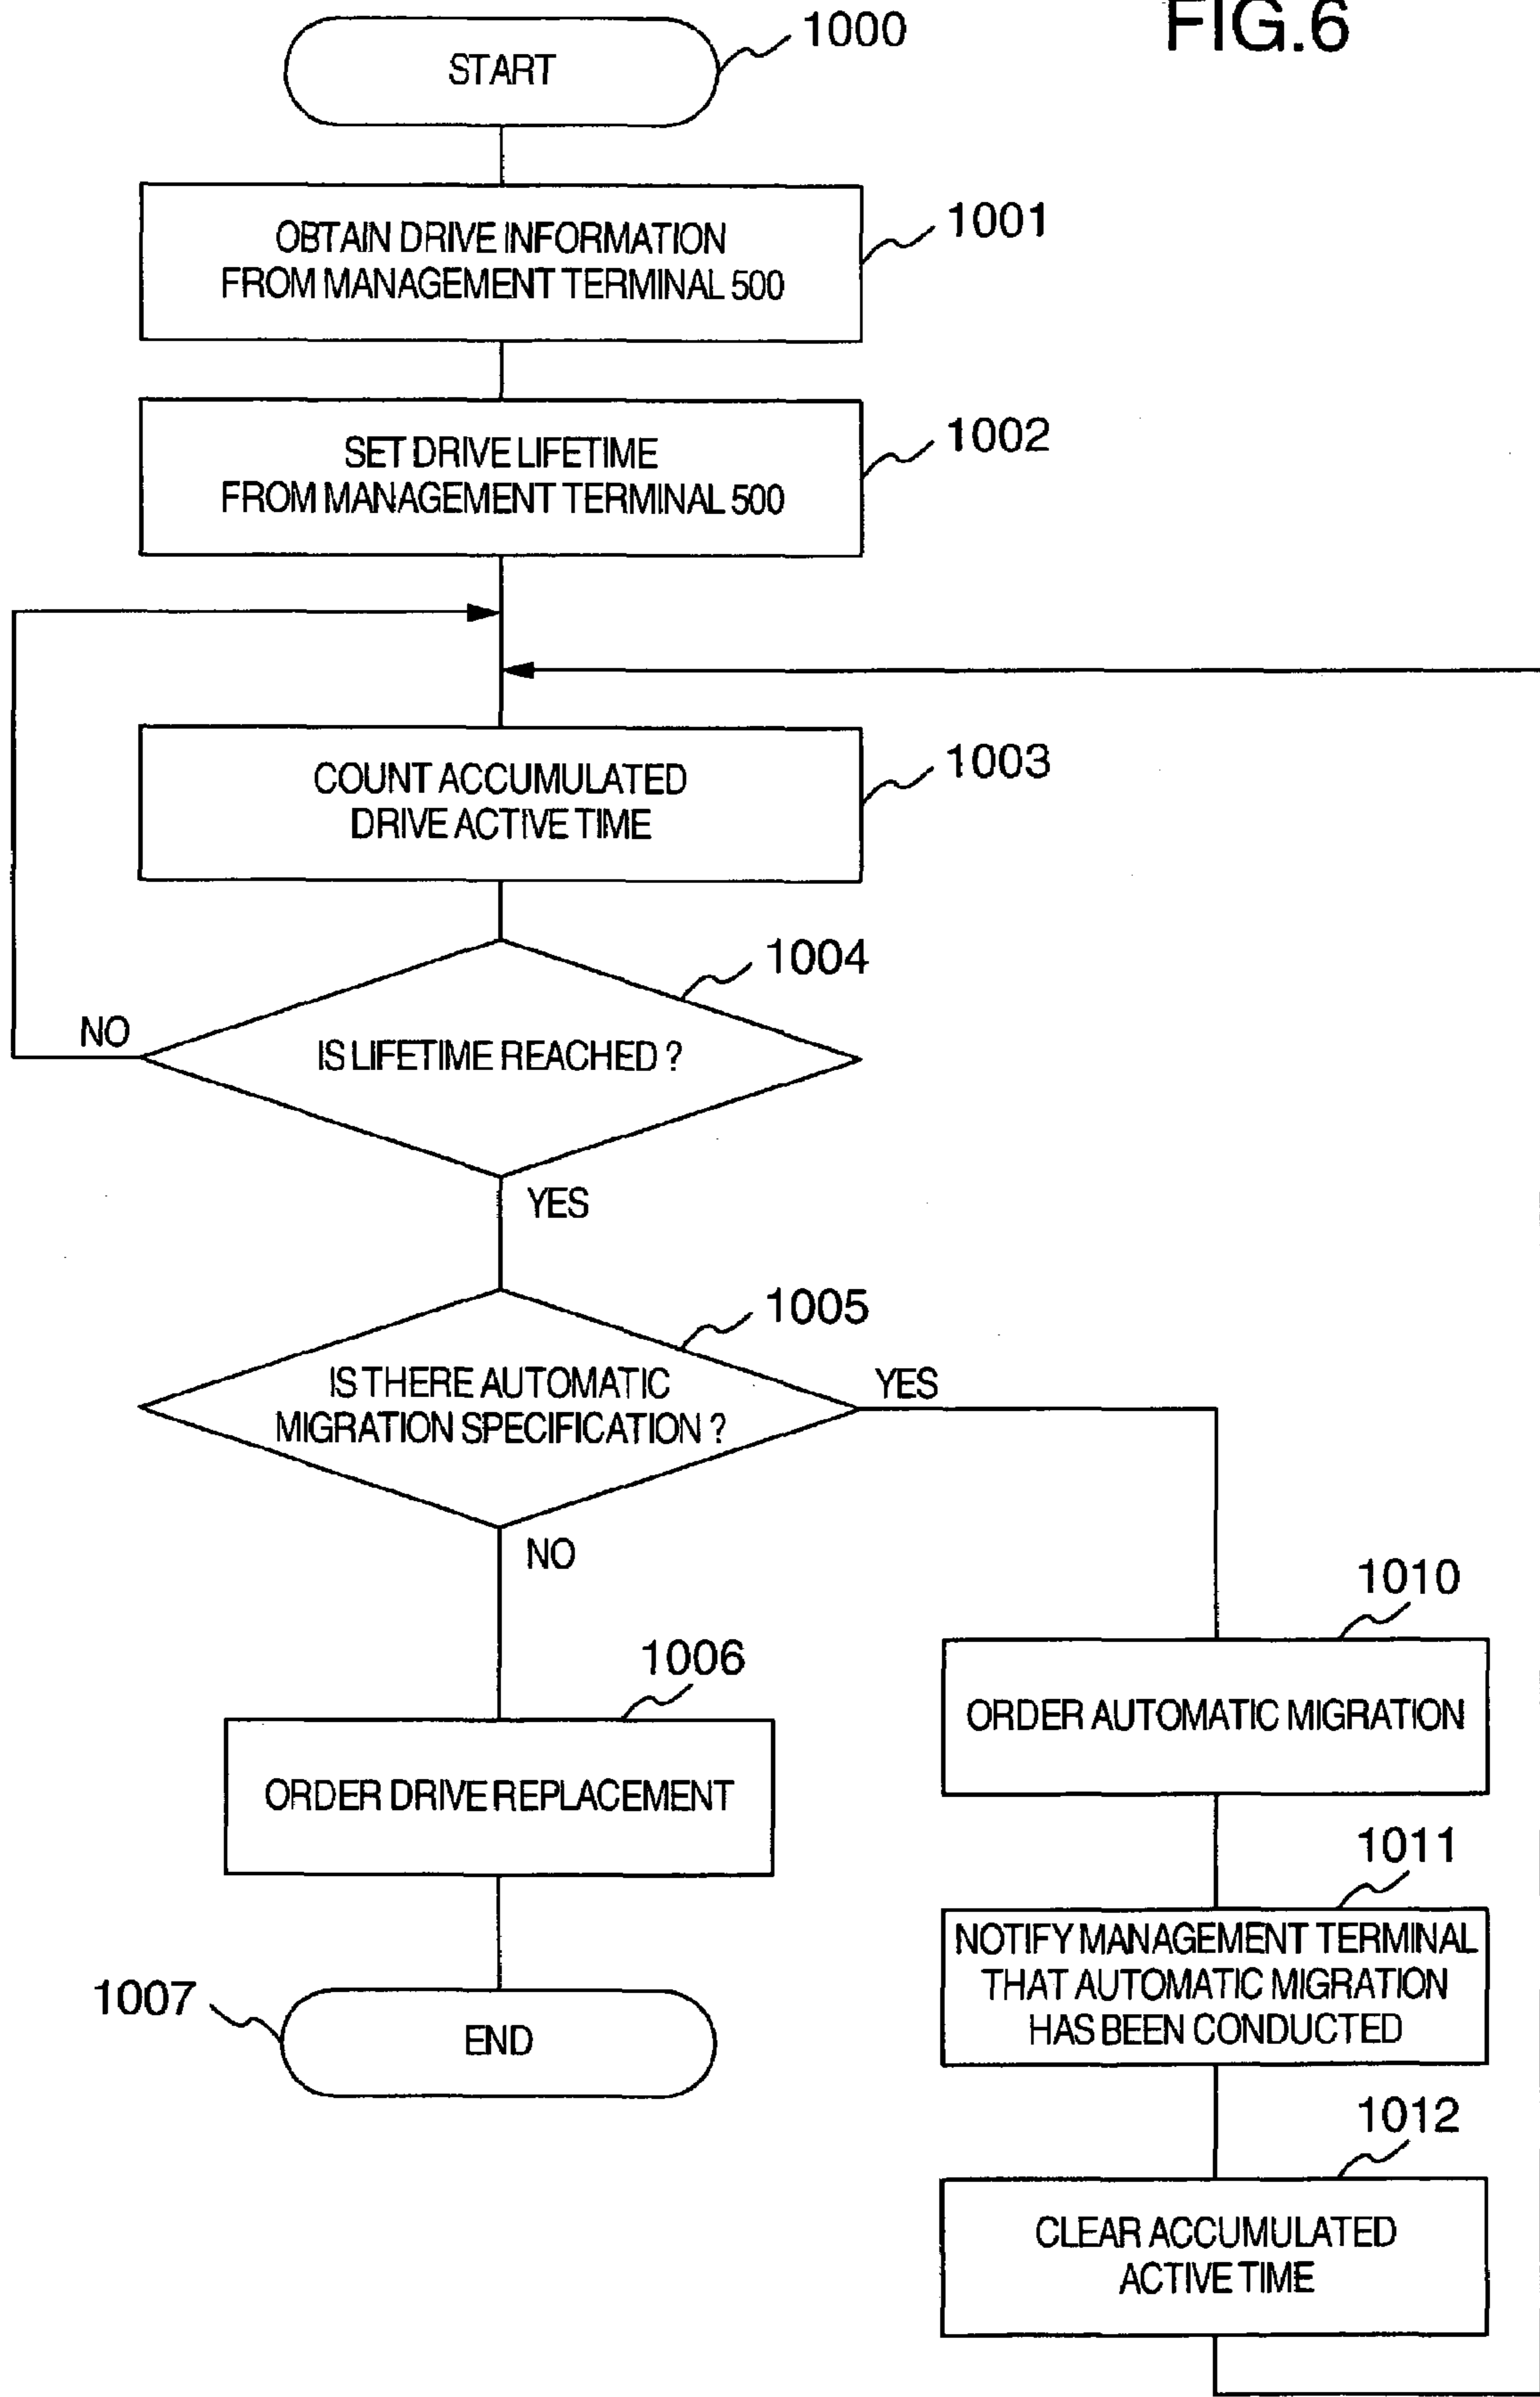 FIG.6
1000
START
1001
OBTAIN DRIVE INFORMATION
FROM MANAGEMENT TERMINAL 500
1002
SET DRIVE LIFETIME
FROM MANAGEMENT TERMINAL 500
1003
COUNT ACCUMULATED
DRIVE ACTIVE TIME
1004
NO
IS LIFETIME REACHED ?
YES
1005
IS THERE AUTOMATIC
MIGRATION SPECIFICATION ?
YES
NO
1006
ORDER DRIVE REPLACEMENT
1007
END
1010
ORDER AUTOMATIC MIGRATION
1011
NOTIFY MANAGEMENT TERMINAL
THAT AUTOMATIC MIGRATION
HAS BEEN CONDUCTED
1012
CLEAR ACCUMULATED
ACTIVE TIME